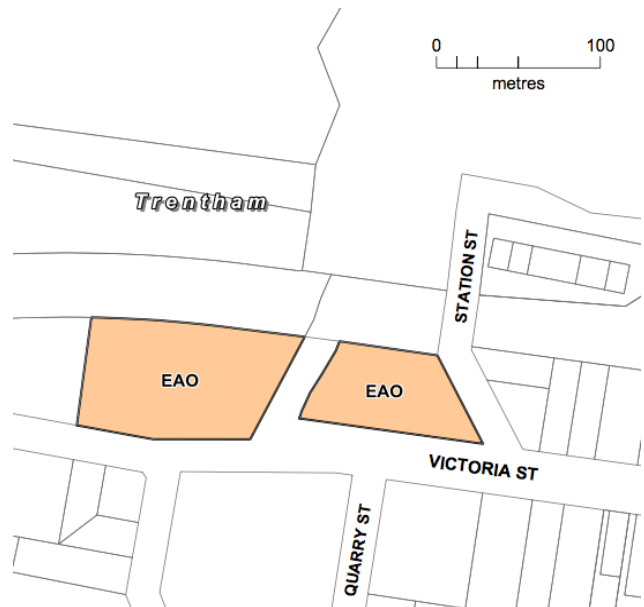 0 100
metres
Trentham
STATION ST
EAO
EAO
VICTORIA ST
QUARRY ST